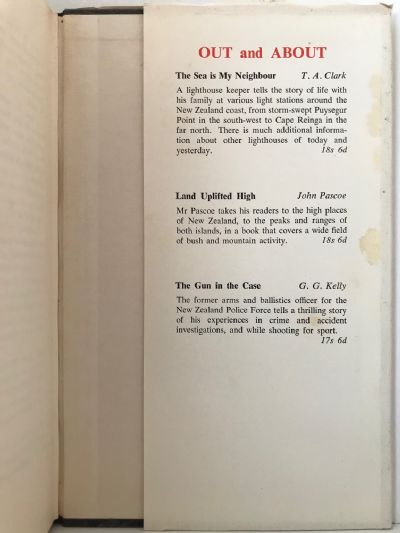 OUT and ABOUT
The Sea is My Neighbour T. A. Clark
A lighthouse keeper tells the story of life with
his family at various light stations around the
New Zealand coast, from storm-swept Puysegur
Point in the south-west to Cape Reinga in the
far north. There is much additional informa-
tion about other lighthouses of today and
yesterday. 18s 6d
Land Uplifted High John Pascoe
Mr Pascoe takes his readers to the high places
of New Zealand, to the peaks and ranges of
both islands, in a book that covers a wide field
of bush and mountain activity. 18s 6d
The Gun in the Case G. G. Kelly
The former arms and ballistics officer for the
New Zealand Police Force tells a thrilling story
of his experiences in crime and accident
investigations, and while shooting for sport.
17s 6d